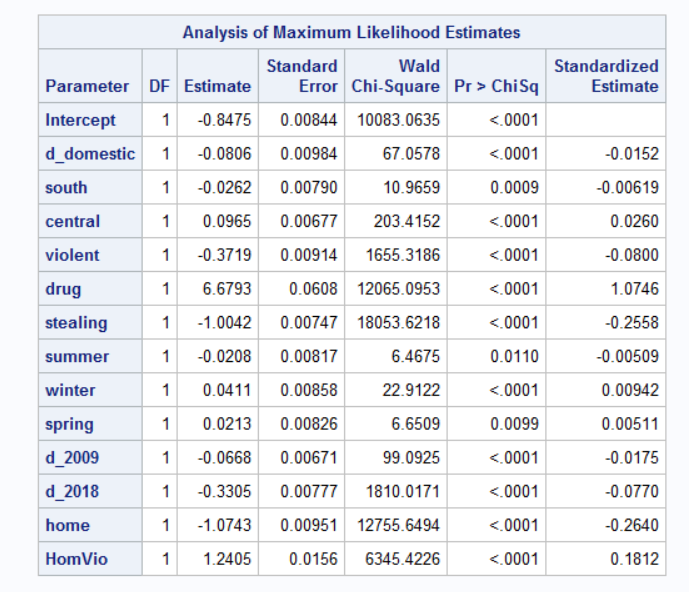 Analysis of Maximum Likelihood Estimates
Parameter DF Estimate Standard Error Wald Chi-Square Pr > ChiSq Standardized Estimate
Intercept 1 -0.8475 0.00844 10083.0635 <.0001
d_domestic 1 -0.0806 0.00984 67.0578 <.0001 -0.0152
south 1 -0.0262 0.00790 10.9659 0.0009 -0.00619
central 1 0.0965 0.00677 203.4152 <.0001 0.0260
violent 1 -0.3719 0.00914 1655.3186 <.0001 -0.0800
drug 1 6.6793 0.0608 12065.0953 <.0001 1.0746
stealing 1 -1.0042 0.00747 18053.6218 <.0001 -0.2558
summer 1 -0.0208 0.00817 6.4675 0.0110 -0.00509
winter 1 0.0411 0.00858 22.9122 <.0001 0.00942
spring 1 0.0213 0.00826 6.6509 0.0099 0.00511
d_2009 1 -0.0668 0.00671 99.0925 <.0001 -0.0175
d_2018 1 -0.3305 0.00777 1810.0171 <.0001 -0.0770
home 1 -1.0743 0.00951 12755.6494 <.0001 -0.2640
HomVio 1 1.2405 0.0156 6345.4226 <.0001 0.1812